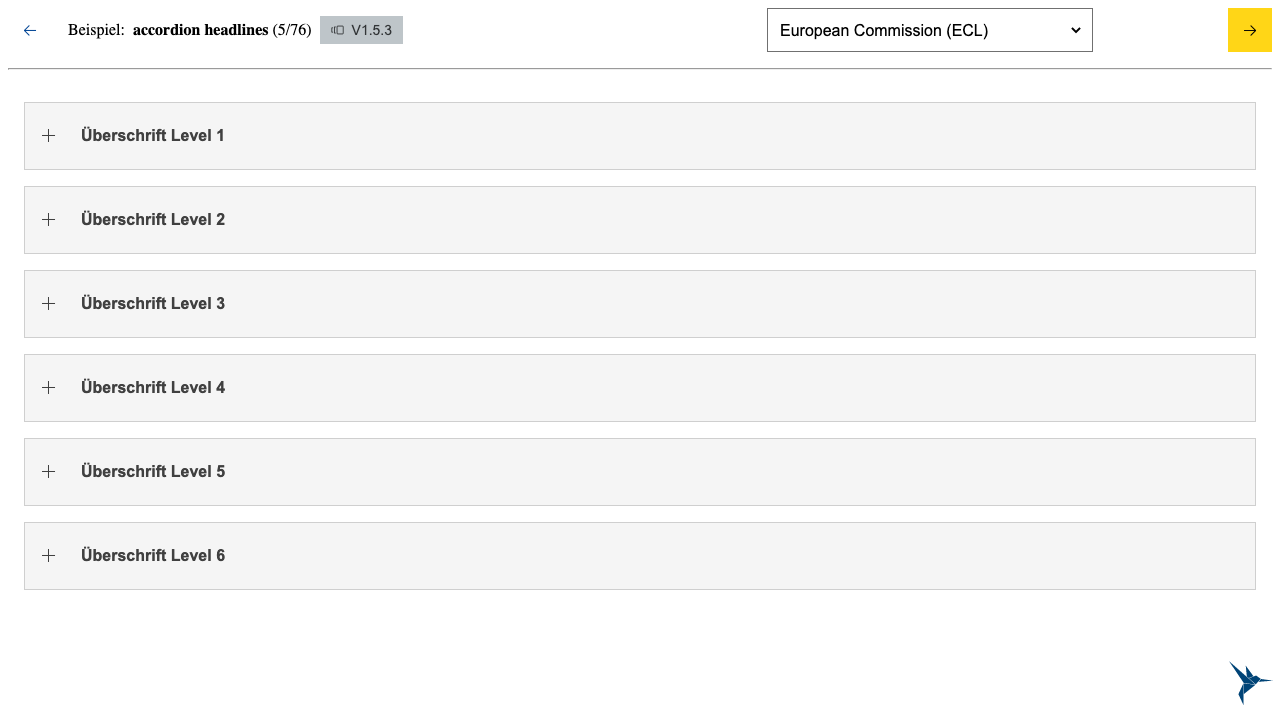 Beispiel: accordion headlines (5/76) V1.5.3 European Commission (ECL)
Überschrift Level 1
Überschrift Level 2
Überschrift Level 3
Überschrift Level 4
Überschrift Level 5
Überschrift Level 6